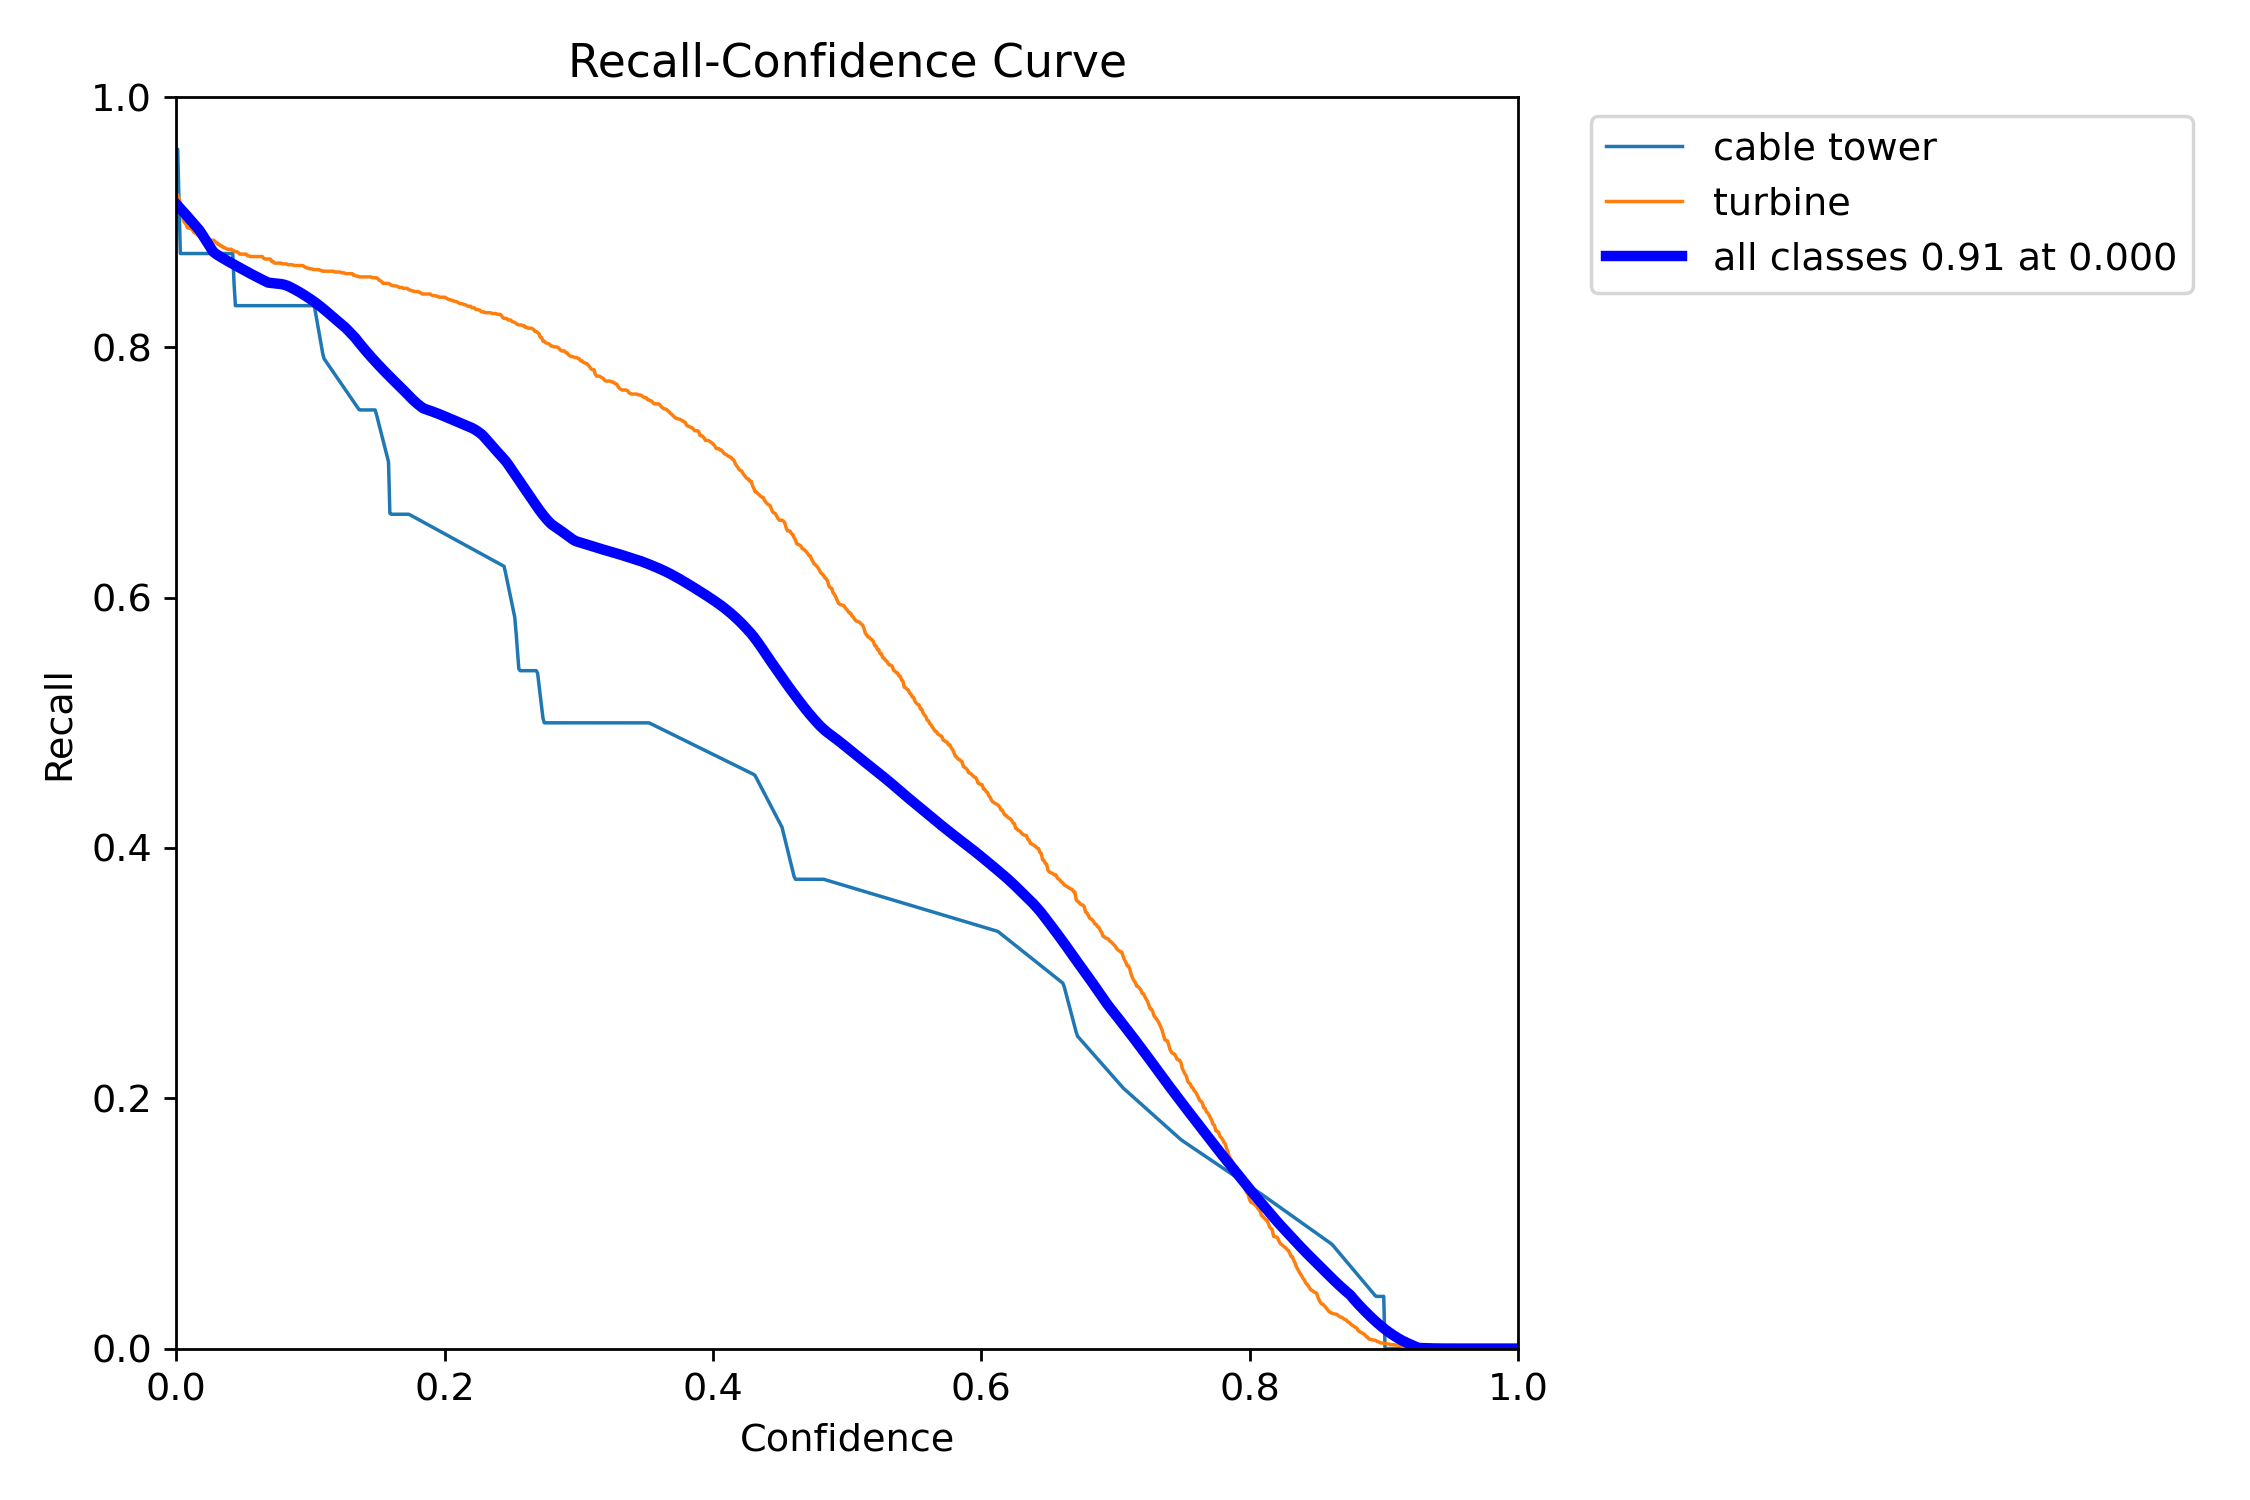 Recall-Confidence Curve
1.0
0.8
0.6
0.4
0.2
0.0
Recall
0.0 0.2 0.4 0.6 0.8 1.0
Confidence
cable tower
turbine
all classes 0.91 at 0.000